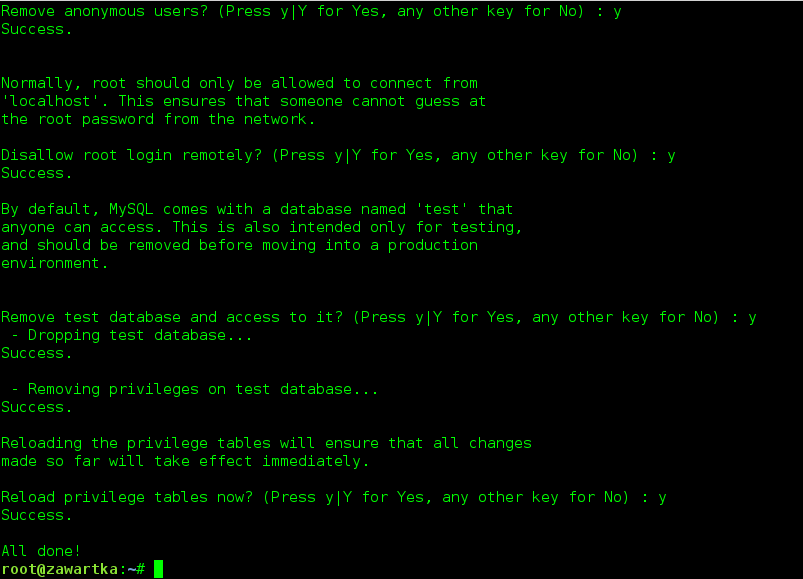 Remove anonymous users? (Press y|Y for Yes, any other key for No) : y
Success.
Normally, root should only be allowed to connect from
'localhost'. This ensures that someone cannot guess at
the root password from the network.
Disallow root login remotely? (Press y|Y for Yes, any other key for No) : y
Success.
By default, MySQL comes with a database named 'test' that
anyone can access. This is also intended only for testing,
and should be removed before moving into a production
environment.
Remove test database and access to it? (Press y|Y for Yes, any other key for No) : y
 - Dropping test database...
Success.
 - Removing privileges on test database...
Success.
Reloading the privilege tables will ensure that all changes
made so far will take effect immediately.
Reload privilege tables now? (Press y|Y for Yes, any other key for No) : y
Success.
All done!
root@zawartka:~#